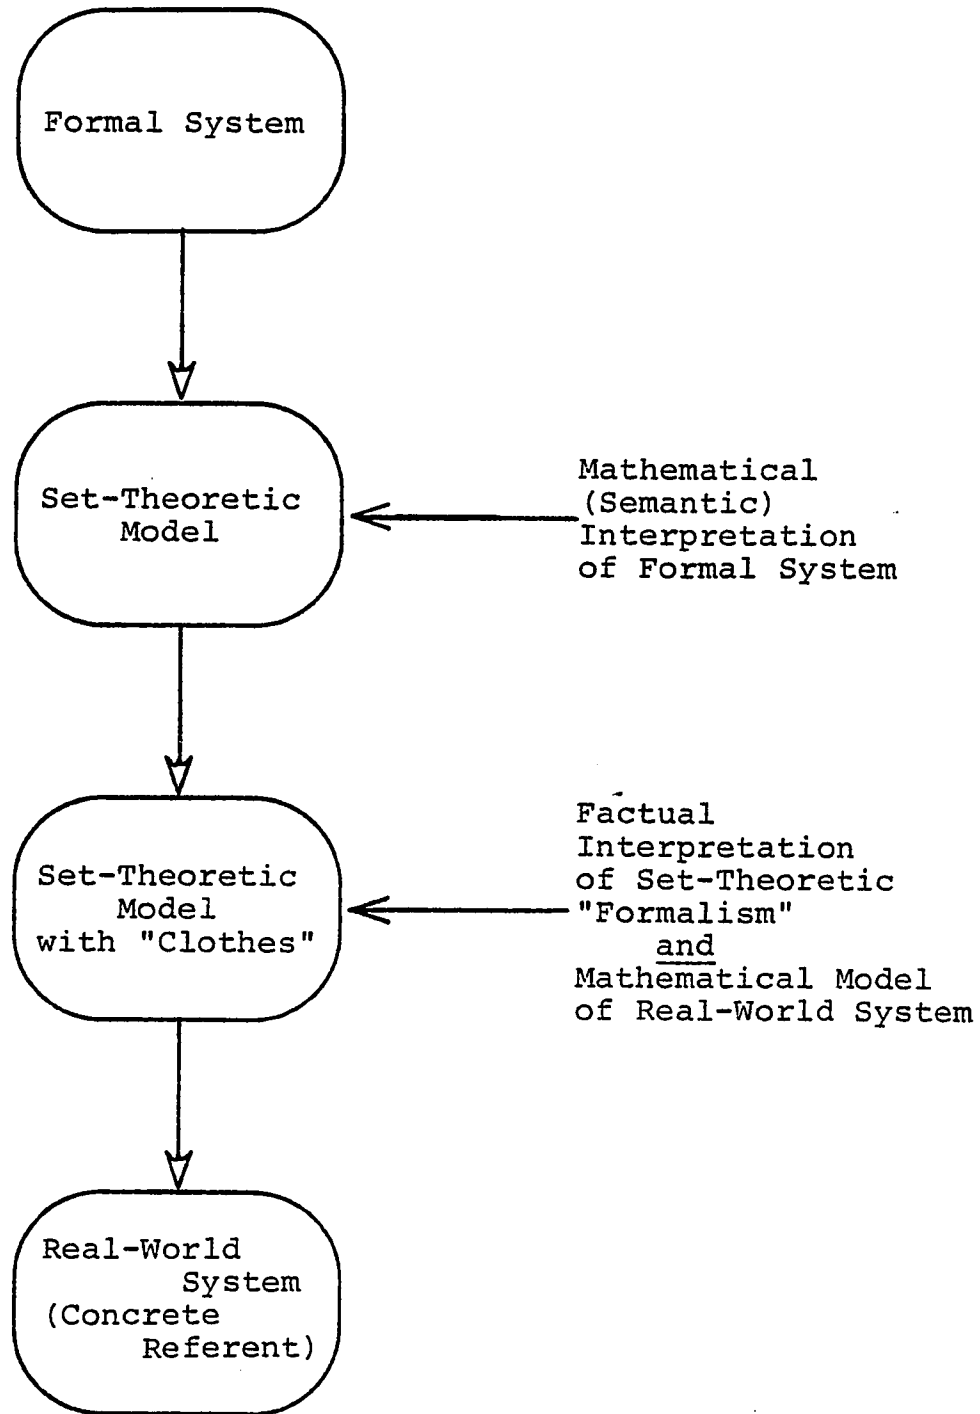 Formal System
Set-Theoretic
Model
Mathematical
(Semantic)
Interpretation
of Formal System
Set-Theoretic
Model
with "Clothes"
Factual
Interpretation
of Set-Theoretic
"Formalism"
and
Mathematical Model
of Real-World System
Real-World
System
(Concrete
Referent)